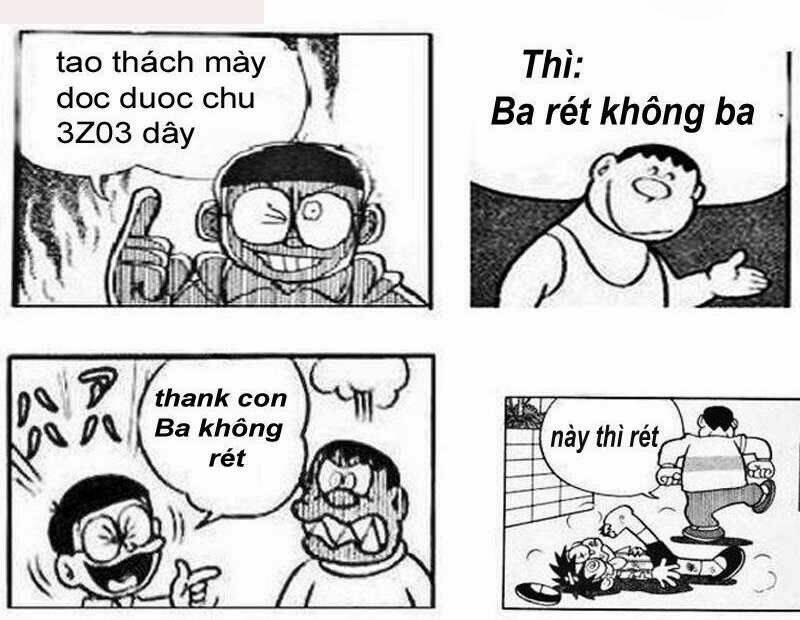 tao thách mày
doc duoc chu
3Z03 dây
Thì:
Ba rét không ba
thank con
Ba không
rét
này thì rét